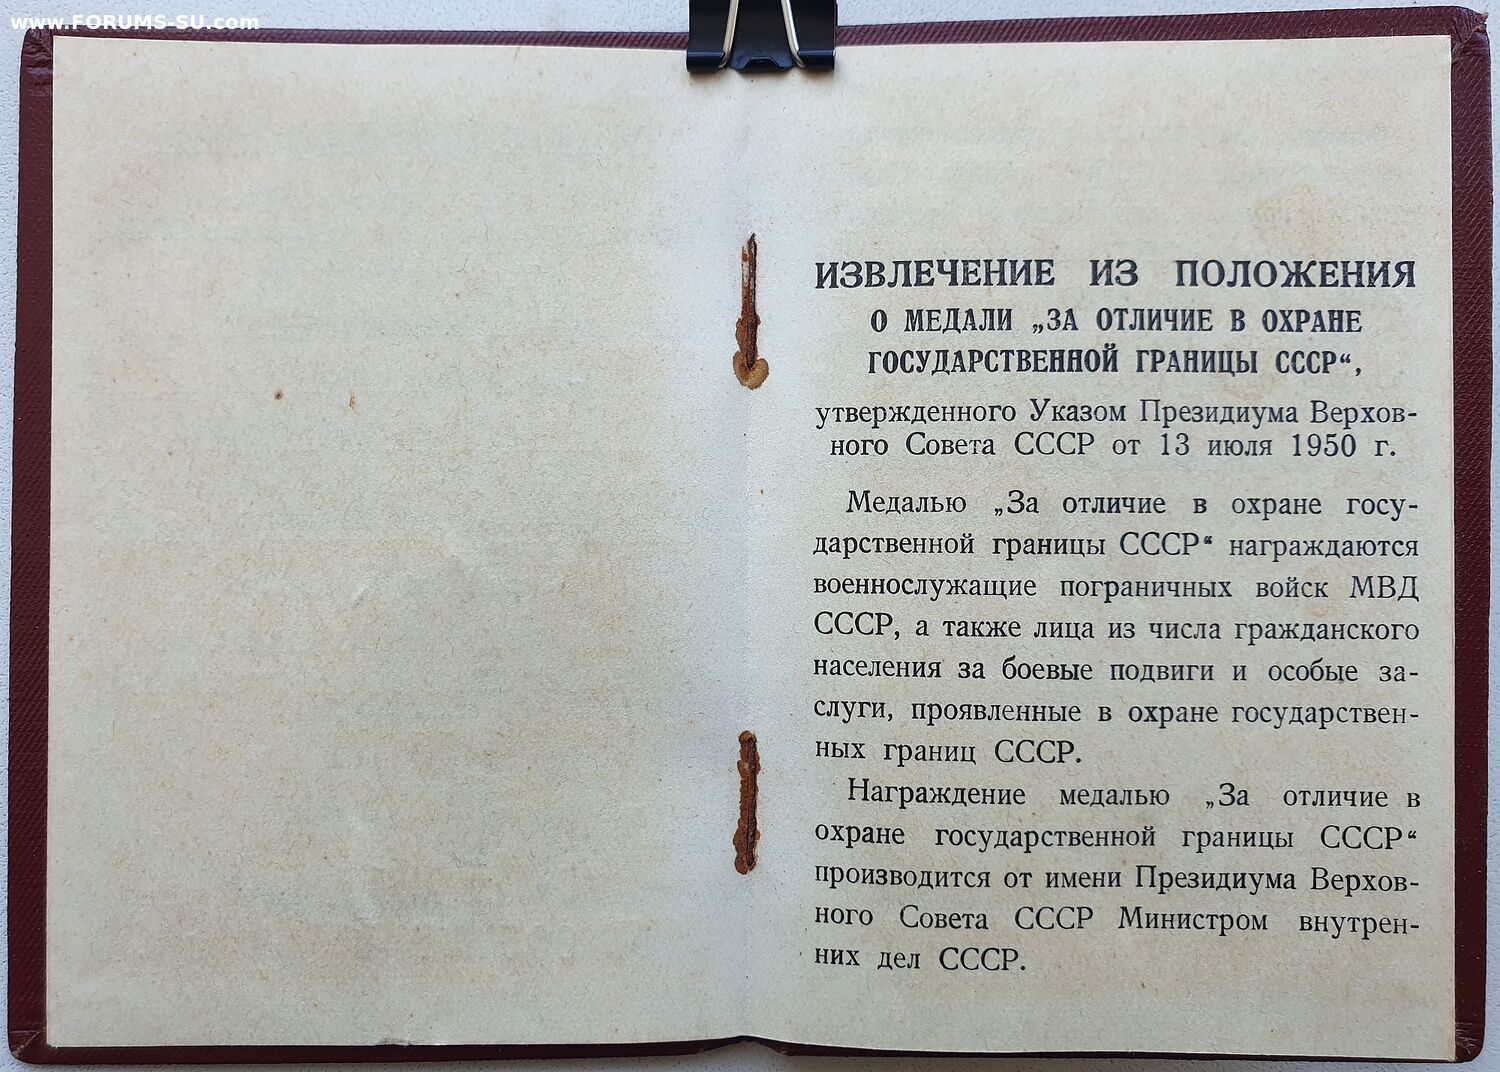 www.FORUMS-SU.com
ИЗВЛЕЧЕНИЕ ИЗ ПОЛОЖЕНИЯ
О МЕДАЛИ „ЗА ОТЛИЧИЕ В ОХРАНЕ
ГОСУДАРСТВЕННОЙ ГРАНИЦЫ СССР“,
утвержденного Указом Президиума Верхов-
ного Совета СССР от 13 июля 1950 г.
Медалью „За отличие в охране госу-
дарственной границы СССР“ награждаются
военнослужащие пограничных войск МВД
СССР, а также лица из числа гражданского
населения за боевые подвиги и особые за-
слуги, проявленные в охране государствен-
ных границ СССР.
Награждение медалью „За отличие в
охране государственной границы СССР“
производится от имени Президиума Верхов-
ного Совета СССР Министром внутрен-
них дел СССР.